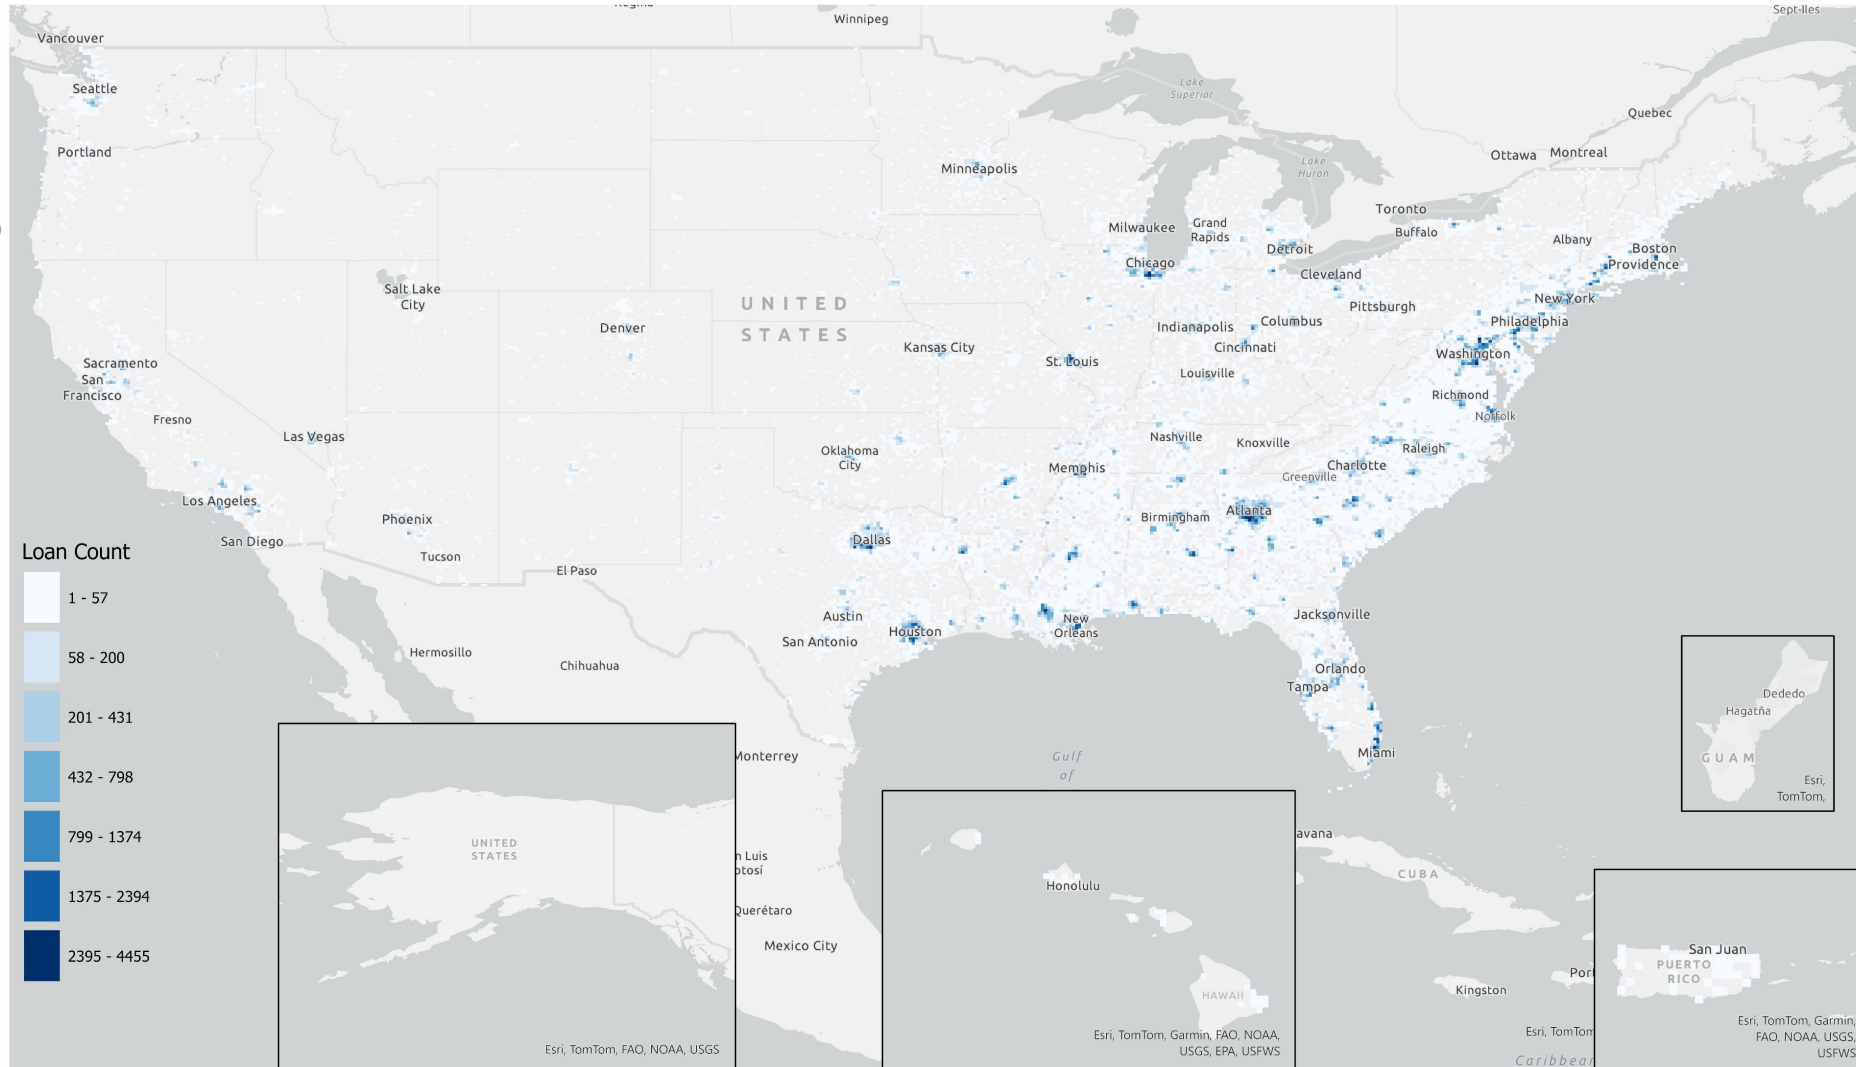 Regina
Winnipeg
Sept-Iles
Vancouver
Seattle
Lake
Superior
Quebec
Portland
Minneapolis
Ottawa
Montreal
Lake
Huron
Toronto
Milwaukee
Grand
Rapids
Buffalo
Albany
Detroit
Boston
Chicago
Cleveland
Providence
Salt Lake
City
UNITED
STATES
New York
Pittsburgh
Denver
Indianapolis
Columbus
Philadelphia
Kansas City
Cincinnati
Washington
Sacramento
St. Louis
San
Francisco
Louisville
Richmond
Fresno
Norfolk
Las Vegas
Nashville
Knoxville
Raleigh
Oklahoma
City
Memphis
Charlotte
Greenville
Los Angeles
Phoenix
Birmingham
Atlanta
San Diego
Dallas
Tucson
El Paso
Austin
Jacksonville
New
Orleans
Houston
San Antonio
Hermosillo
Chihuahua
Orlando
Tampa
Miami
Monterrey
Gulf
of
Loan Count
1 - 57
58 - 200
201 - 431
432 - 798
799 - 1374
1375 - 2394
2395 - 4455
UNITED
STATES
Esri, TomTom, FAO, NOAA, USGS
n Luis
otosí
Querétaro
Mexico City
Honolulu
HAWAII
Esri, TomTom, Garmin, FAO, NOAA,
USGS, EPA, USFWS
avana
CUBA
Kingston
Port
Esri, TomTom
Caribbean
Dededo
Hagatña
GUAM
Esri,
TomTom,
San Juan
PUERTO
RICO
Esri, TomTom, Garmin,
FAO, NOAA, USGS,
USFWS